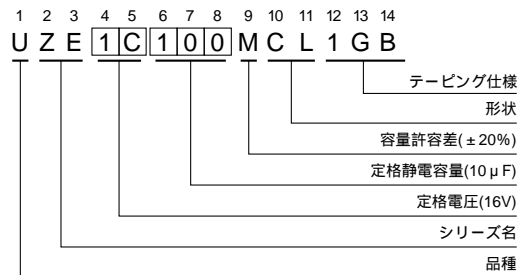 1 2 3 4 5 6 7 8 9 10 11 12 13 14
U Z E 1 C 1 0 0 M C L 1 G B
テーピング仕様
形状
容量許容差(±20%)
定格静電容量(10μF)
定格電圧(16V)
シリーズ名
品種